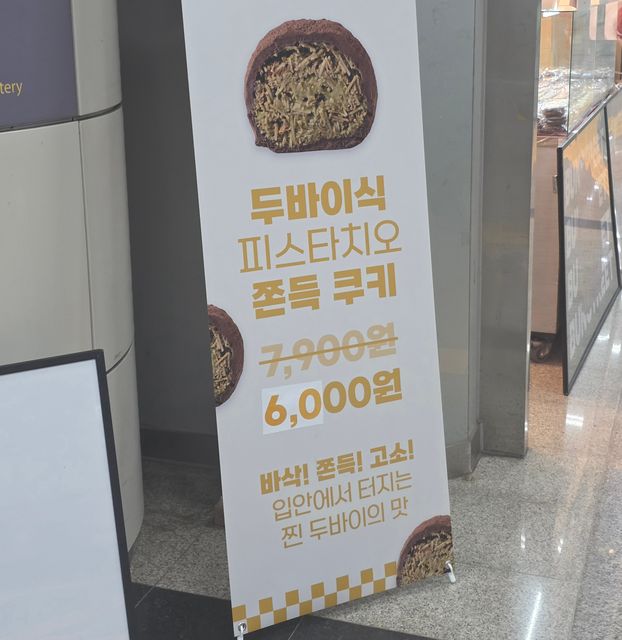 tery
두바이식
피스타치오
쫀득 쿠키
7,900원
6,000원
바삭! 쫀득! 고소!
입안에서 터지는
찐 두바이의 맛